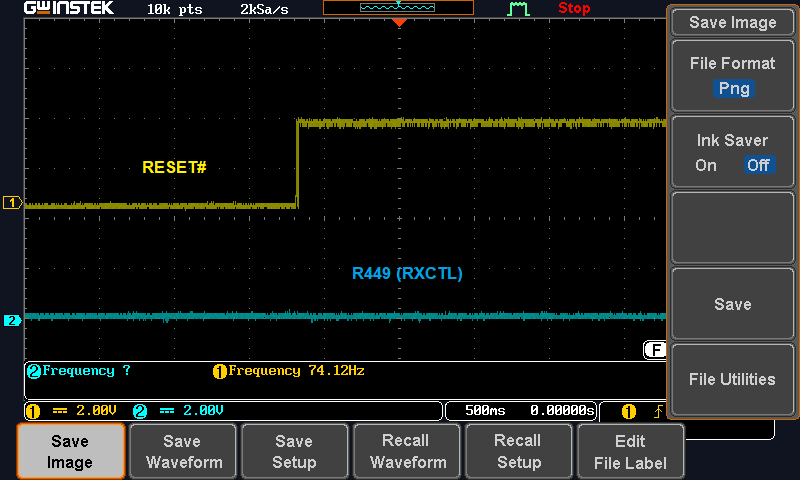 GWINSTEK 10k pts 2kSa/s Stop
Save Image
File Format
Png
Ink Saver
On Off
RESET#
1
R449 (RXCTL)
Save
2
F
2 Frequency ? 1 Frequency 74.12Hz
File Utilities
1 2.00V 2 2.00V 500ms 0.00000s 1
Save Image
Save Waveform
Save Setup
Recall Waveform
Recall Setup
Edit File Label